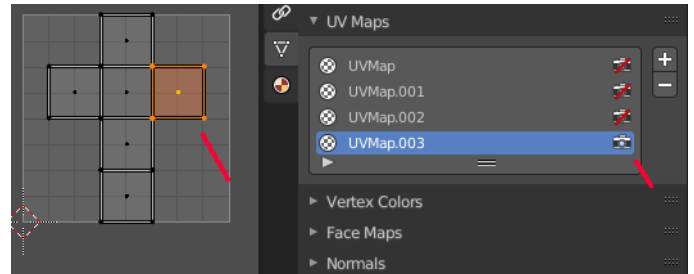 UV Maps
UVMap
UVMap.001
UVMap.002
UVMap.003
Vertex Colors
Face Maps
Normals